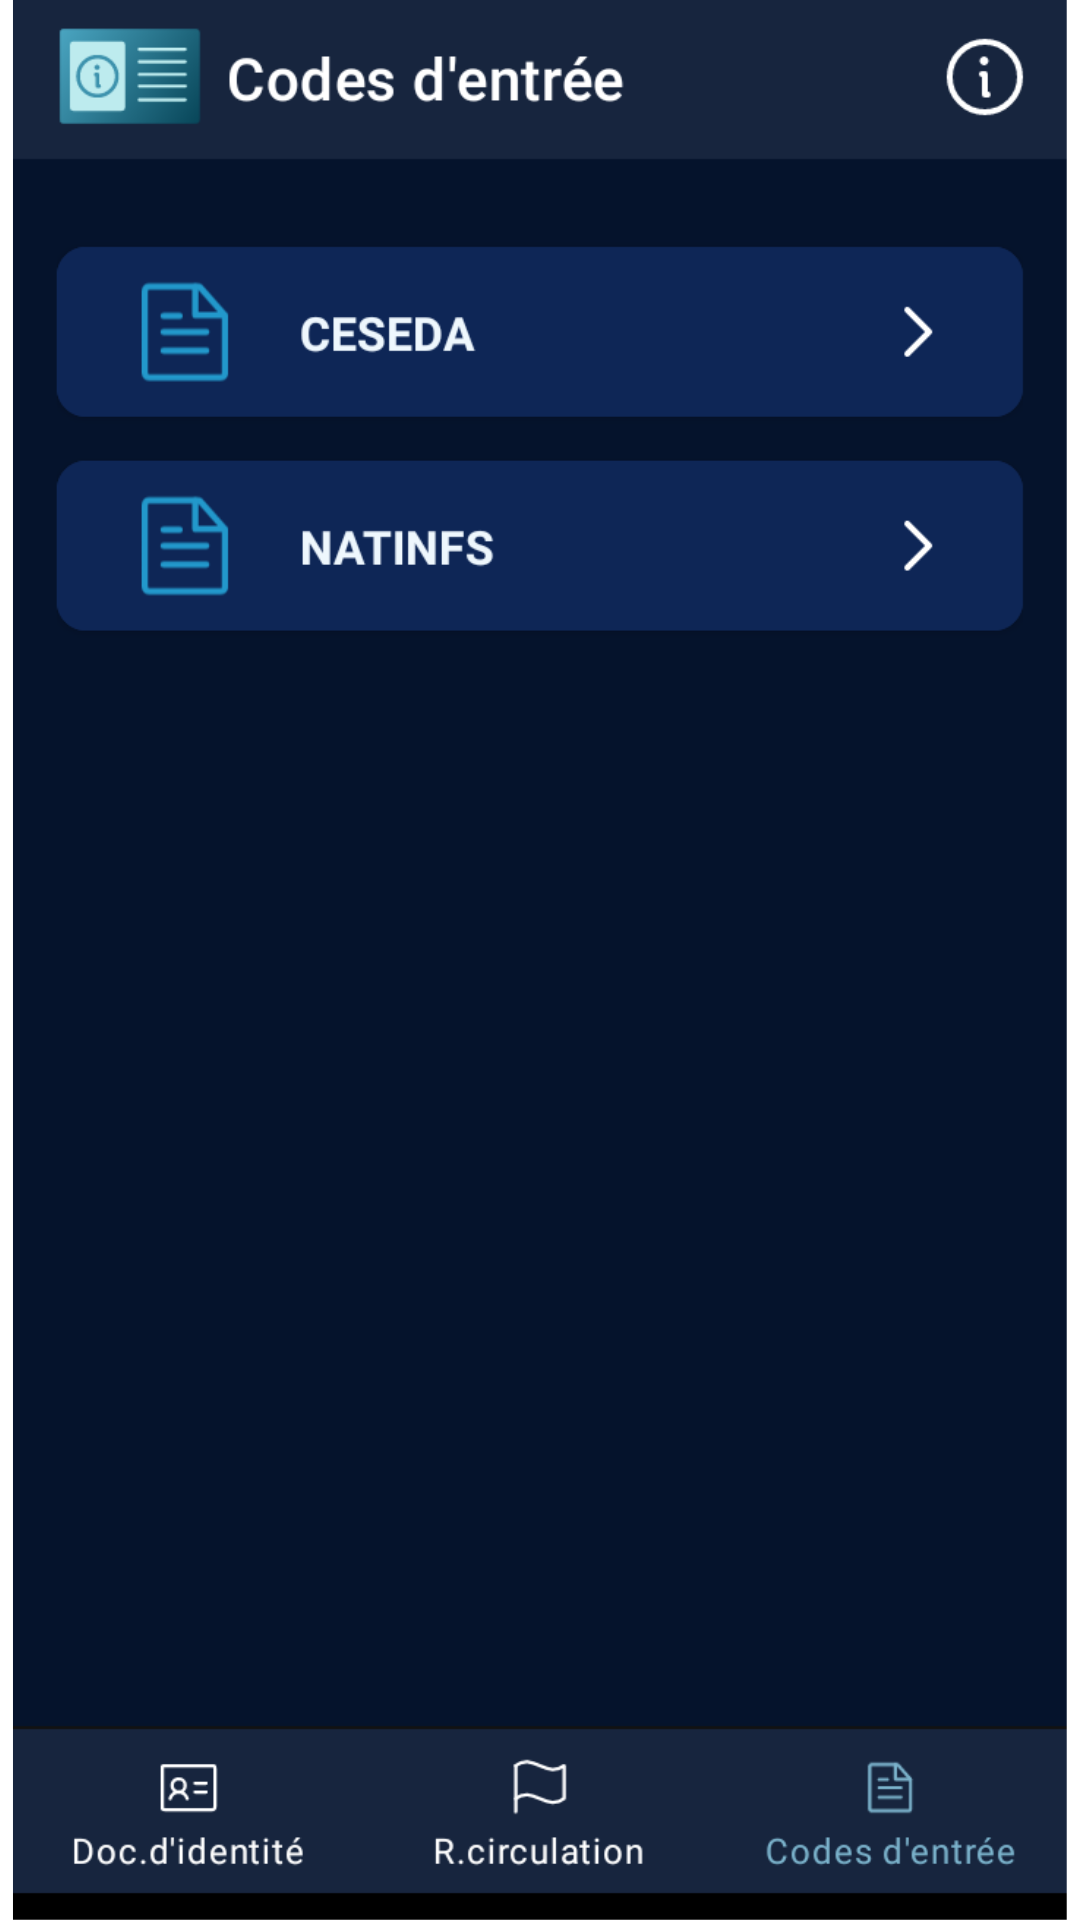 Codes d'entrée
CESEDA
NATINFS
Doc.d'identité
R.circulation
Codes d'entrée